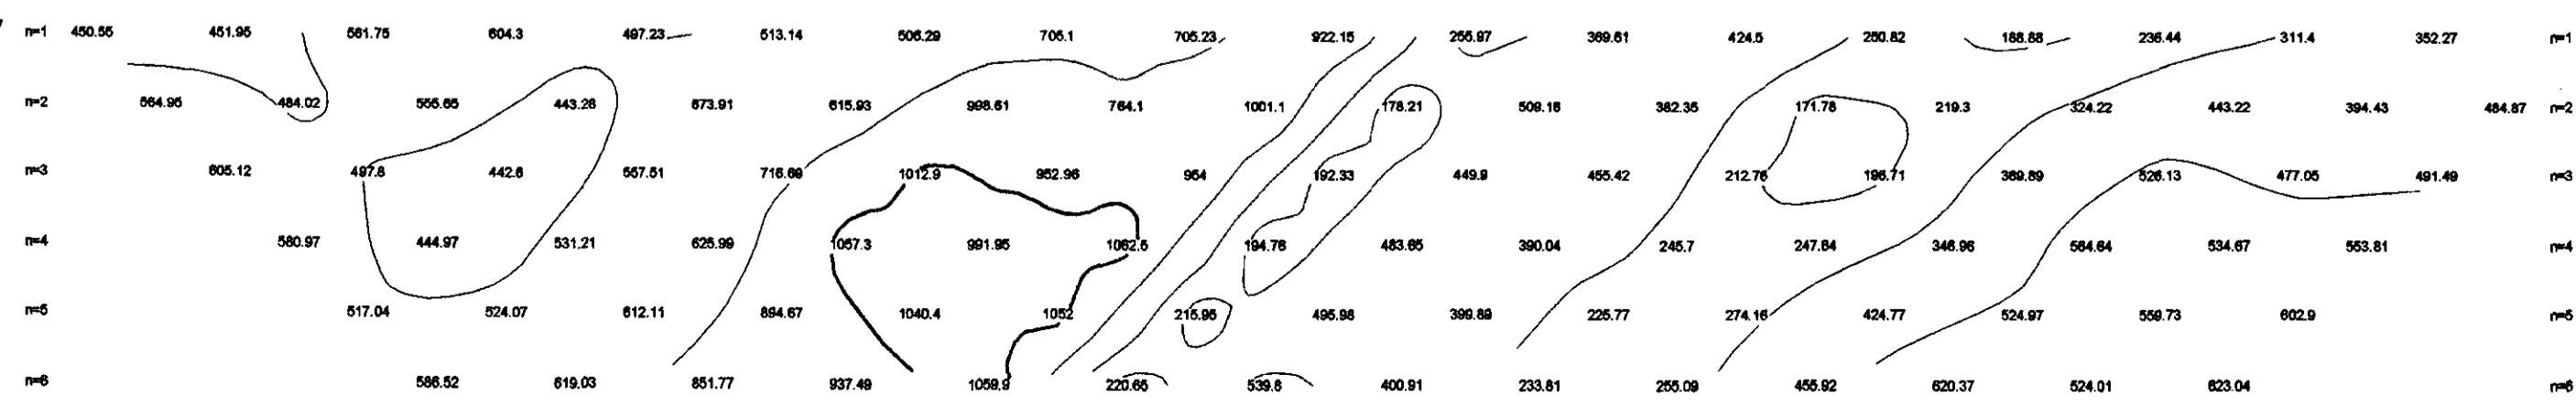 n=1 450.55 451.95 561.75 604.3 497.23 513.14 506.29 705.1 705.23 922.15 256.97 369.61 424.5 280.82 188.68 236.44 311.4 352.27 n=1
n=2 564.95 484.02 555.65 443.26 673.91 615.93 998.61 764.1 1001.1 178.21 509.16 382.35 171.76 219.3 324.22 443.22 394.43 484.87 n=2
n=3 605.12 497.8 442.6 557.51 716.69 1012.9 952.96 954 192.33 449.9 455.42 212.76 196.71 369.89 526.13 477.05 491.49 n=3
n=4 580.97 444.97 531.21 625.99 1057.3 991.95 1062.5 194.76 483.65 390.04 245.7 247.64 346.96 564.64 534.67 553.81 n=4
n=5 517.04 524.07 612.11 894.67 1040.4 1052 215.95 495.98 399.89 225.77 274.16 424.77 524.97 559.73 602.9 n=5
n=6 586.52 619.03 851.77 937.49 1059.9 220.65 539.6 400.91 233.81 255.09 455.92 620.37 524.01 623.04 n=6